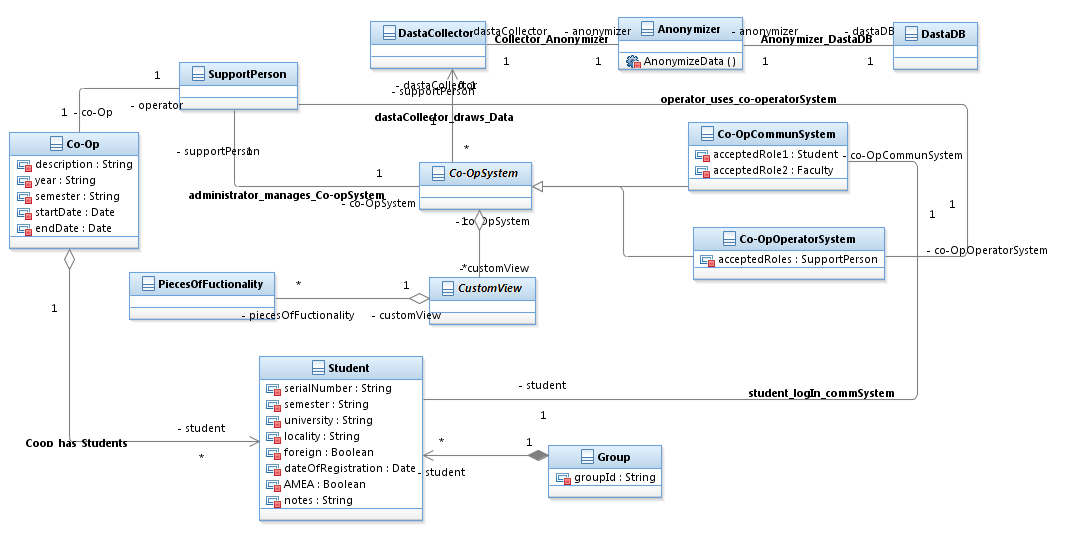 DastaCollector
dastaCollector
Collector_Anonymizer
- anonymizer
Anonymizer
AnonymizeData ( )
- anonymizer
Anonymizer_DastaDB
- dastaDB
DastaDB
1
1
1
1
SupportPerson
1
- operator
1
- co-Op
- dastaCollector
- supportPerson
dastaCollector_draws_Data
1
*
operator_uses_co-operatorSystem
Co-Op
description : String
year : String
semester : String
startDate : Date
endDate : Date
- supportPerson
1
1
administrator_manages_Co-opSystem
- co-OpSystem
Co-OpSystem
Co-OpCommunSystem
acceptedRole1 : Student
acceptedRole2 : Faculty
- co-OpCommunSystem
1
1
- co-OpSystem
1
Co-OpOperatorSystem
acceptedRoles : SupportPerson
- co-OpOperatorSystem
- customView
*
CustomView
PiecesOfFuctionality
*
1
- piecesOfFuctionality
- customView
1
Student
serialNumber : String
semester : String
university : String
locality : String
foreign : Boolean
dateOfRegistration : Date
AMEA : Boolean
notes : String
- student
1
student_logIn_commSystem
Coop_has_Students
- student
*
*
1
- student
Group
groupId : String